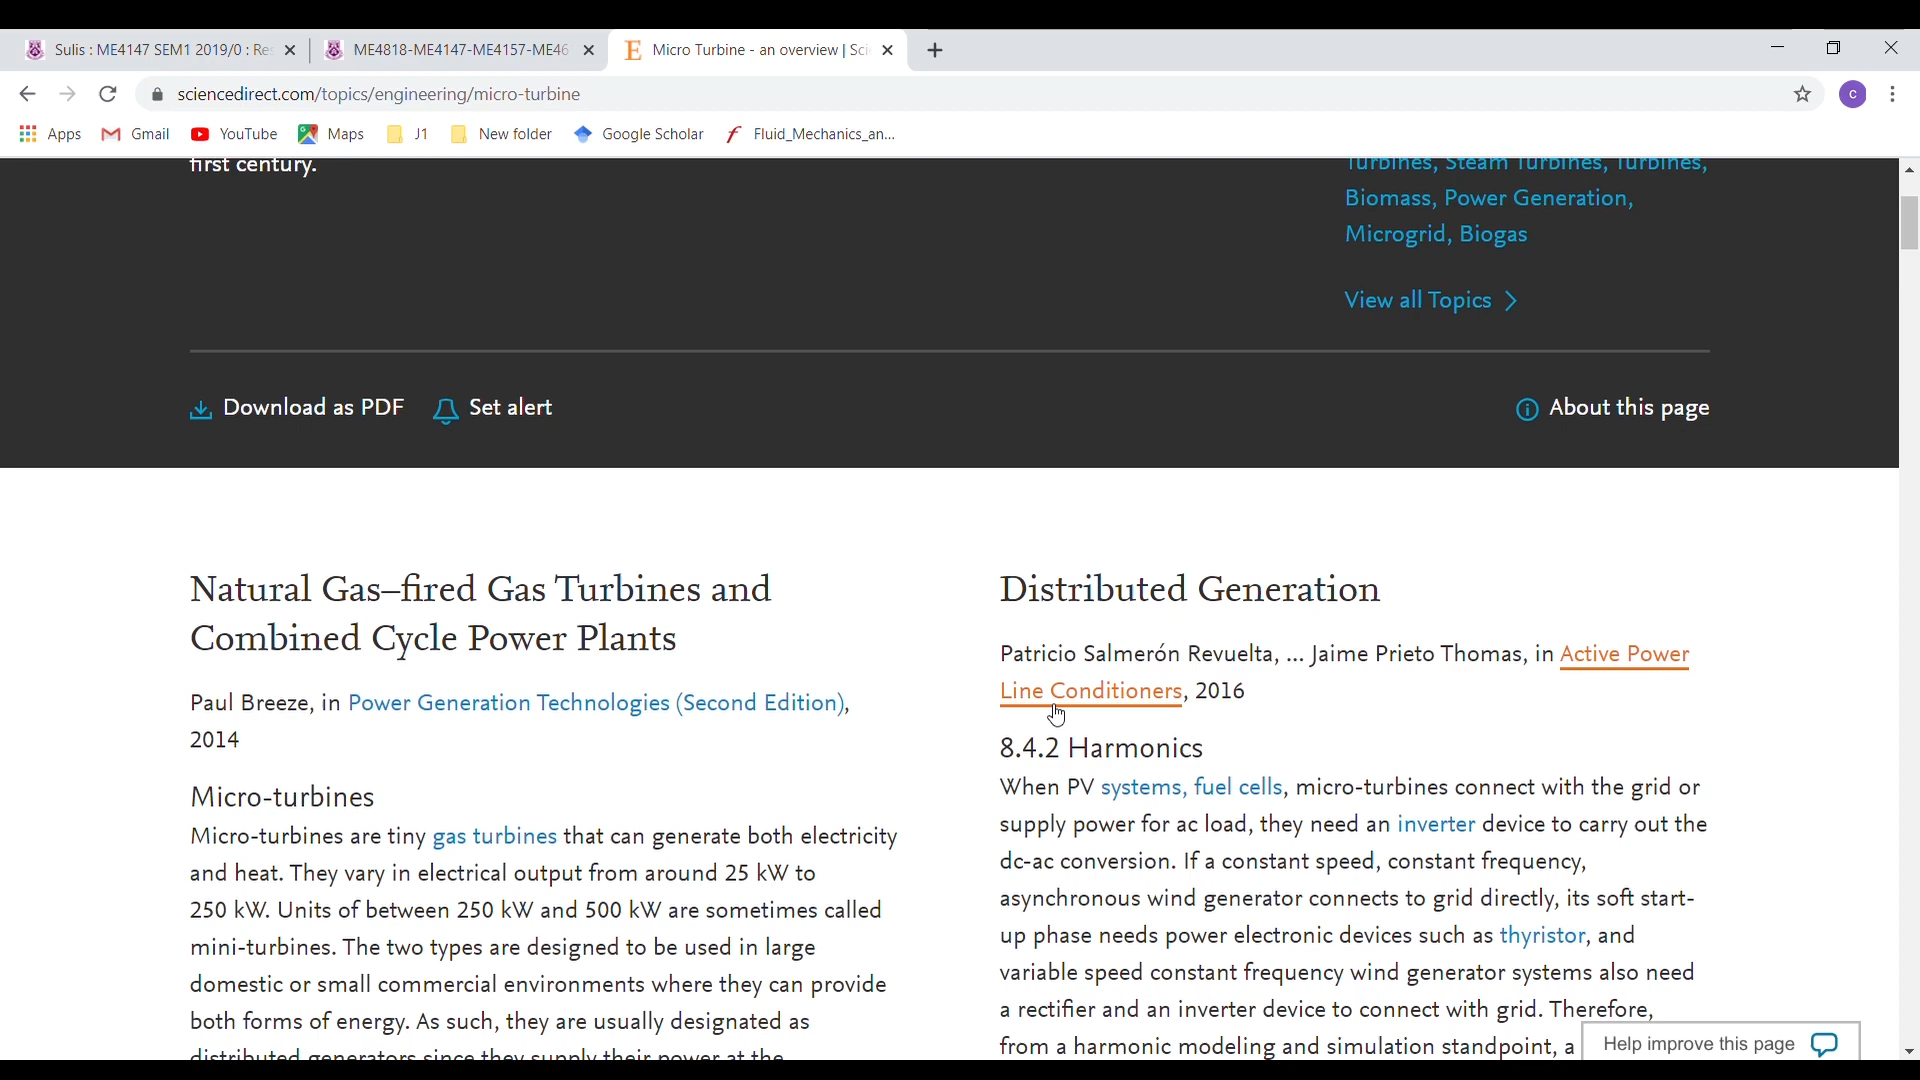 Sulis : ME4147 SEM1 2019/0 : Re
ME4818-ME4147-ME4157-ME46
Micro Turbine - an overview | Sci
sciencedirect.com/topics/engineering/micro-turbine
c
Apps
Gmail
YouTube
Maps
J1
New folder
Google Scholar
Fluid_Mechanics_an...
first century.
Turbines, Steam Turbines, Turbines,
Biomass, Power Generation,
Microgrid, Biogas
View all Topics
Download as PDF
Set alert
About this page
Natural Gas–fired Gas Turbines and
Combined Cycle Power Plants
Paul Breeze, in Power Generation Technologies (Second Edition),
2014
Micro-turbines
Micro-turbines are tiny gas turbines that can generate both electricity
and heat. They vary in electrical output from around 25 kW to
250 kW. Units of between 250 kW and 500 kW are sometimes called
mini-turbines. The two types are designed to be used in large
domestic or small commercial environments where they can provide
both forms of energy. As such, they are usually designated as
distributed generators since they supply their power at the
Distributed Generation
Patricio Salmerón Revuelta, ... Jaime Prieto Thomas, in Active Power
Line Conditioners, 2016
8.4.2 Harmonics
When PV systems, fuel cells, micro-turbines connect with the grid or
supply power for ac load, they need an inverter device to carry out the
dc-ac conversion. If a constant speed, constant frequency,
asynchronous wind generator connects to grid directly, its soft start-
up phase needs power electronic devices such as thyristor, and
variable speed constant frequency wind generator systems also need
a rectifier and an inverter device to connect with grid. Therefore,
from a harmonic modeling and simulation standpoint, a
Help improve this page